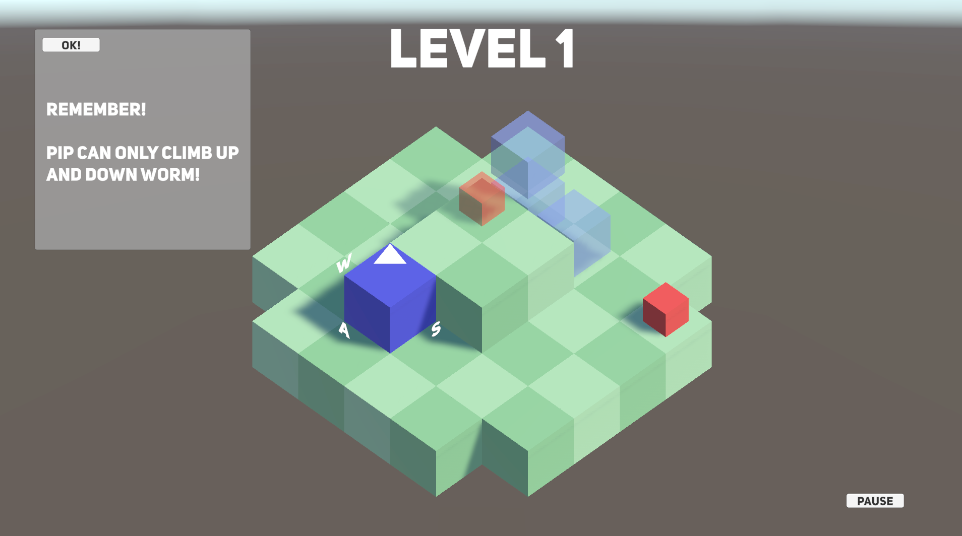 LEVEL 1
OK!
REMEMBER!
PIP CAN ONLY CLIMB UP
AND DOWN WORM!
W
A
S
PAUSE